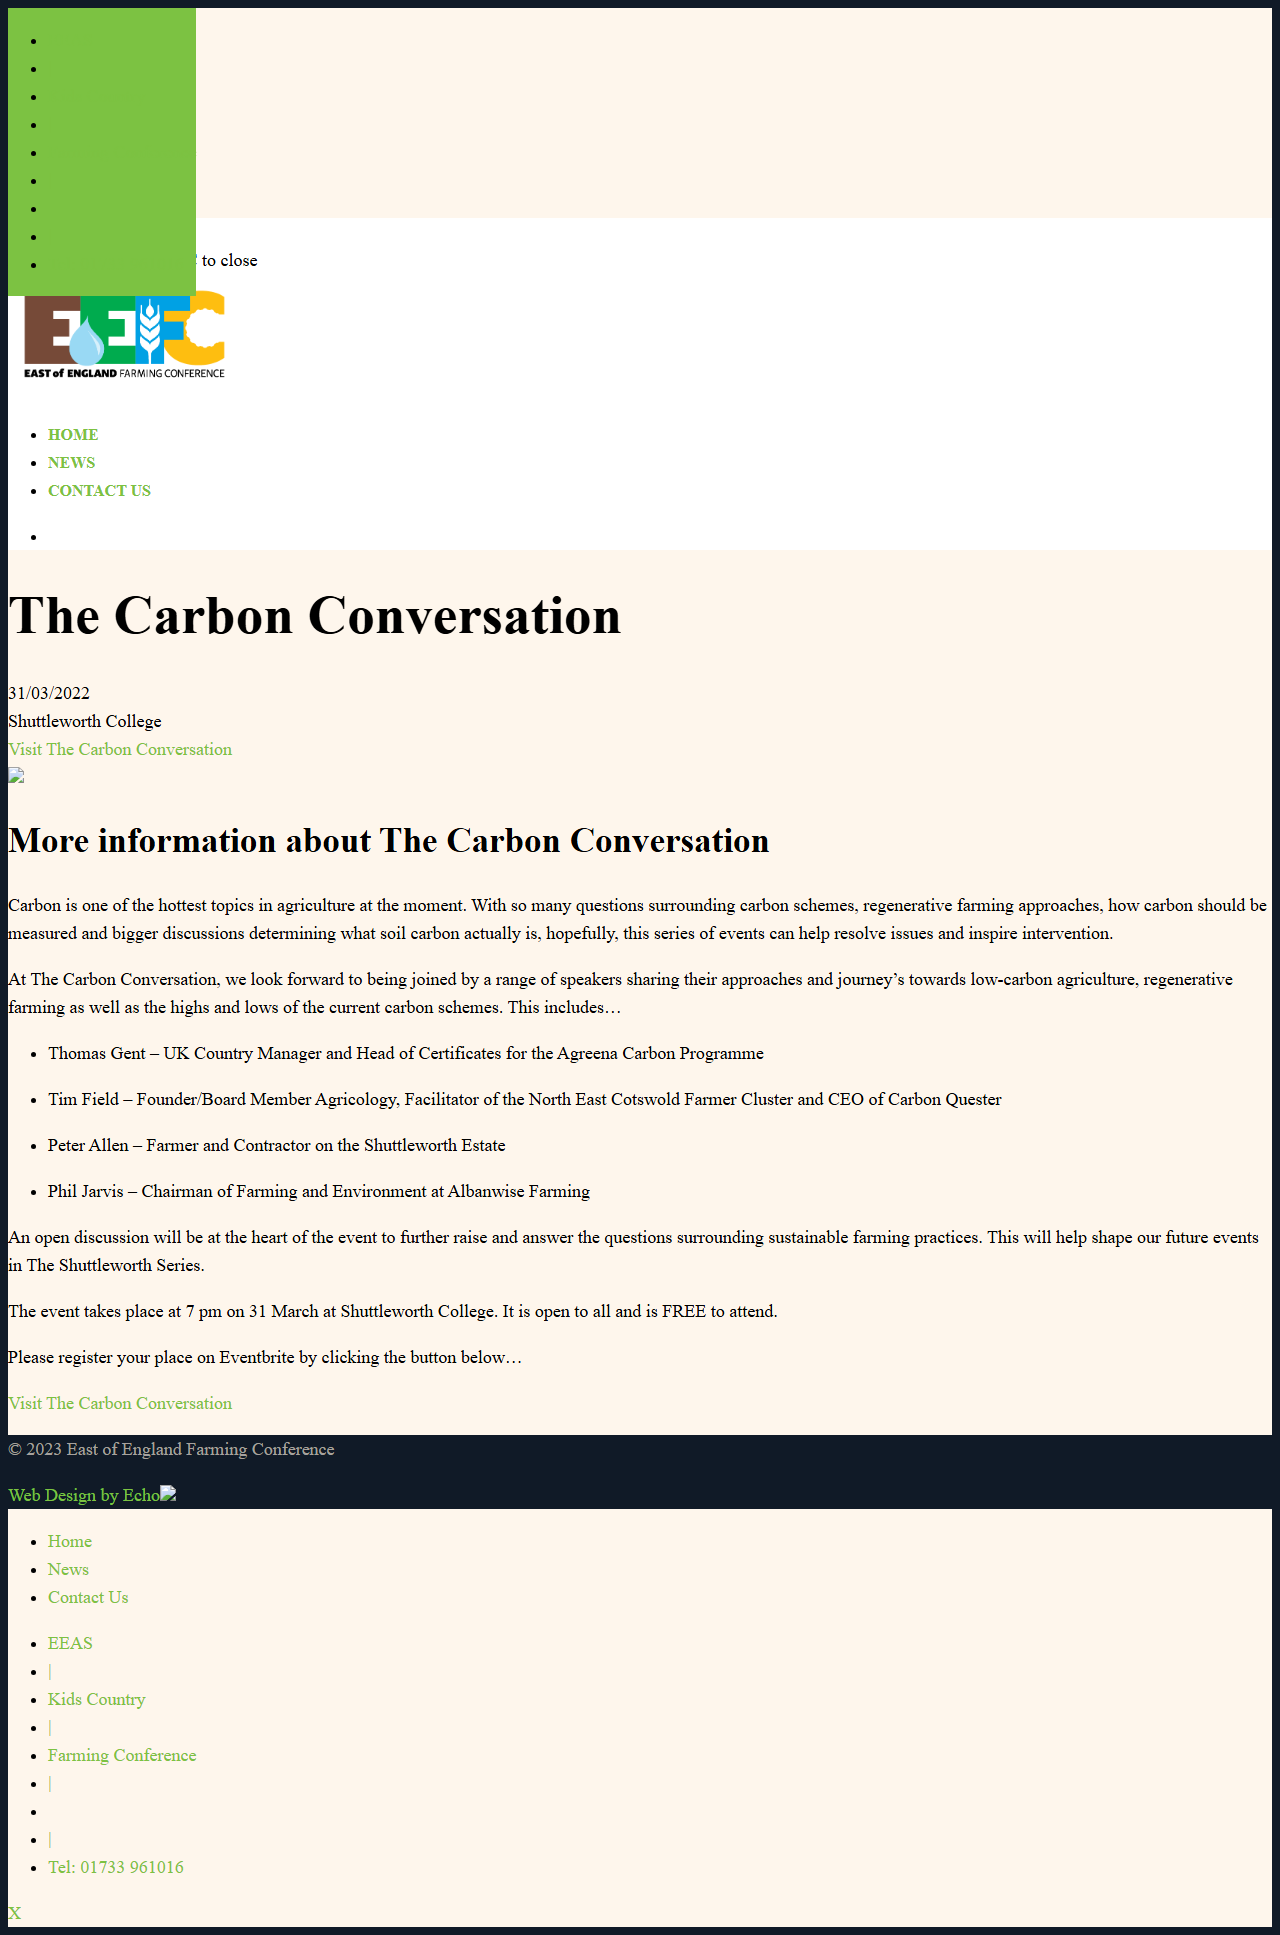 to close
EEFC
EAST of ENGLAND FARMING CONFERENCE
HOME
NEWS
CONTACT US
The Carbon Conversation
31/03/2022
Shuttleworth College
Visit The Carbon Conversation
More information about The Carbon Conversation
Carbon is one of the hottest topics in agriculture at the moment. With so many questions surrounding carbon schemes, regenerative farming approaches, how carbon should be
measured and bigger discussions determining what soil carbon actually is, hopefully, this series of events can help resolve issues and inspire intervention.
At The Carbon Conversation, we look forward to being joined by a range of speakers sharing their approaches and journey’s towards low-carbon agriculture, regenerative
farming as well as the highs and lows of the current carbon schemes. This includes…
Thomas Gent – UK Country Manager and Head of Certificates for the Agreena Carbon Programme
Tim Field – Founder/Board Member Agricology, Facilitator of the North East Cotswold Farmer Cluster and CEO of Carbon Quester
Peter Allen – Farmer and Contractor on the Shuttleworth Estate
Phil Jarvis – Chairman of Farming and Environment at Albanwise Farming
An open discussion will be at the heart of the event to further raise and answer the questions surrounding sustainable farming practices. This will help shape our future events
in The Shuttleworth Series.
The event takes place at 7 pm on 31 March at Shuttleworth College. It is open to all and is FREE to attend.
Please register your place on Eventbrite by clicking the button below…
Visit The Carbon Conversation
© 2023 East of England Farming Conference
Web Design by Echo
Home
News
Contact Us
EEAS
|
Kids Country
|
Farming Conference
|
|
Tel: 01733 961016
X